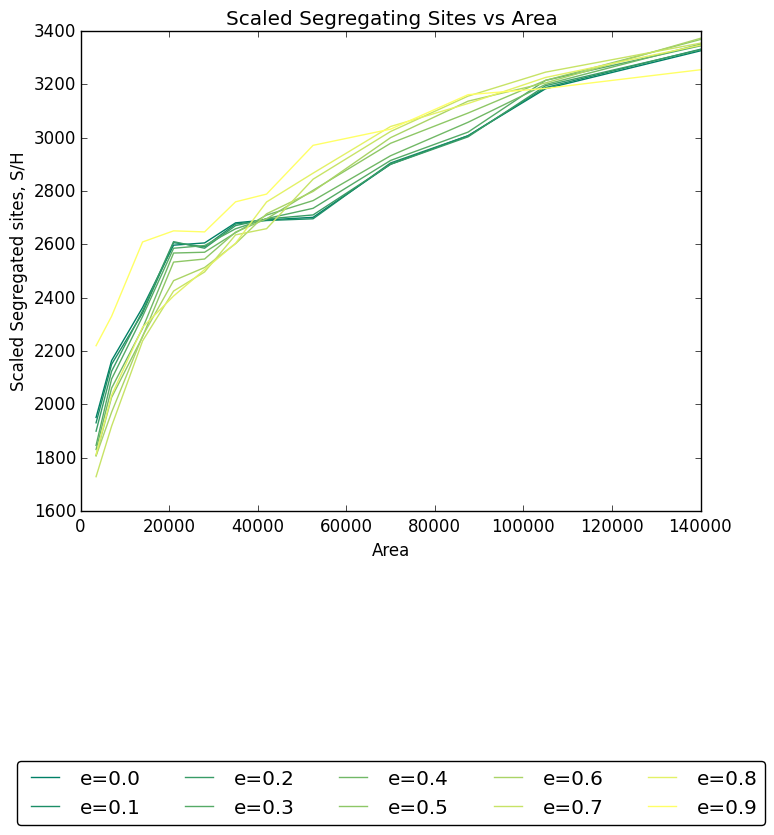 Scaled Segregating Sites vs Area
3400
3200
3000
2800
2600
2400
2200
2000
1800
1600
Scaled Segregated sites, S/H
0 20000 40000 60000 80000 100000 120000 140000
Area
e=0.0 e=0.2 e=0.4 e=0.6 e=0.8
e=0.1 e=0.3 e=0.5 e=0.7 e=0.9